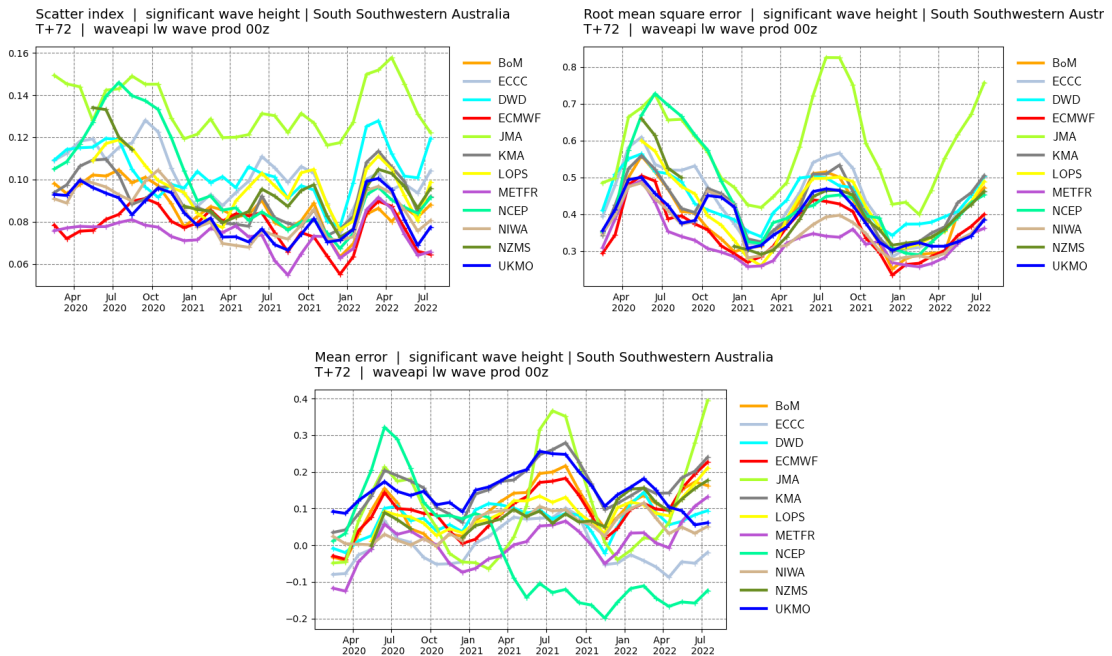 Scatter index | significant wave height | South Southwestern Australia
T+72 | waveapi lw wave prod 00z
0.16
0.14
0.12
0.10
0.08
0.06
Apr 2020
Jul 2020
Oct 2020
Jan 2021
Apr 2021
Jul 2021
Oct 2021
Jan 2022
Apr 2022
Jul 2022
BoM
ECCC
DWD
ECMWF
JMA
KMA
LOPS
METFR
NCEP
NIWA
NZMS
UKMO
Root mean square error | significant wave height | South Southwestern Austr
T+72 | waveapi lw wave prod 00z
0.8
0.7
0.6
0.5
0.4
0.3
Apr 2020
Jul 2020
Oct 2020
Jan 2021
Apr 2021
Jul 2021
Oct 2021
Jan 2022
Apr 2022
Jul 2022
BoM
ECCC
DWD
ECMWF
JMA
KMA
LOPS
METFR
NCEP
NIWA
NZMS
UKMO
Mean error | significant wave height | South Southwestern Australia
T+72 | waveapi lw wave prod 00z
0.4
0.3
0.2
0.1
0.0
−0.1
−0.2
Apr 2020
Jul 2020
Oct 2020
Jan 2021
Apr 2021
Jul 2021
Oct 2021
Jan 2022
Apr 2022
Jul 2022
BoM
ECCC
DWD
ECMWF
JMA
KMA
LOPS
METFR
NCEP
NIWA
NZMS
UKMO